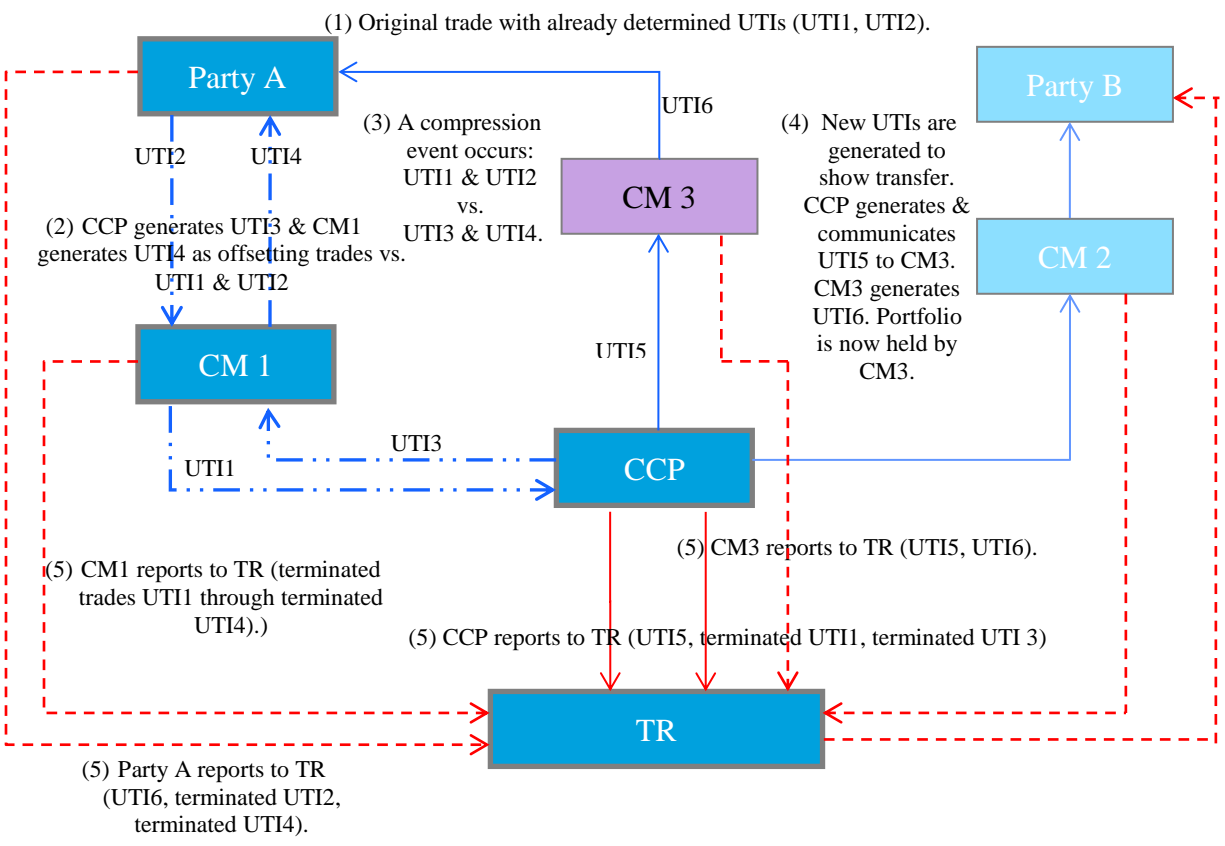 (1) Original trade with already determined UTIs (UTI1, UTI2).
Party A
Party B
UTI6
(3) A compression
event occurs:
UTI1 & UTI2
vs.
UTI3 & UTI4.
(4) New UTIs are
generated to
show transfer.
CCP generates &
communicates
UTI5 to CM3.
CM3 generates
UTI6. Portfolio
is now held by
CM3.
UTI2
UTI4
CM 3
(2) CCP generates UTI3 & CM1
generates UTI4 as offsetting trades vs.
UTI1 & UTI2
CM 2
CM 1
UTI5
UTI3
UTI1
CCP
(5) CM3 reports to TR (UTI5, UTI6).
(5) CM1 reports to TR (terminated
trades UTI1 through terminated
UTI4).)
(5) CCP reports to TR (UTI5, terminated UTI1, terminated UTI 3)
TR
(5) Party A reports to TR
(UTI6, terminated UTI2,
terminated UTI4).